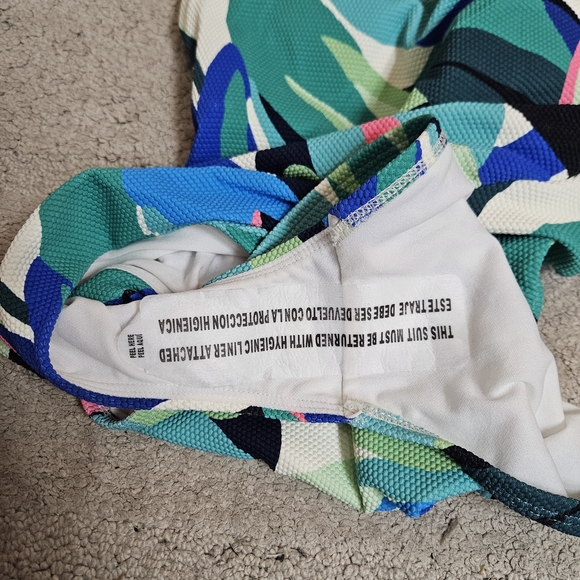 THIS SUIT MUST BE RETURNED WITH HYGIENIC LINER ATTACHED
ESTE TRAJE DEBE SER DEVUELTO CON LA PROTECCION HIGIENICA
PEEL HERE
PEEL AQUÍ